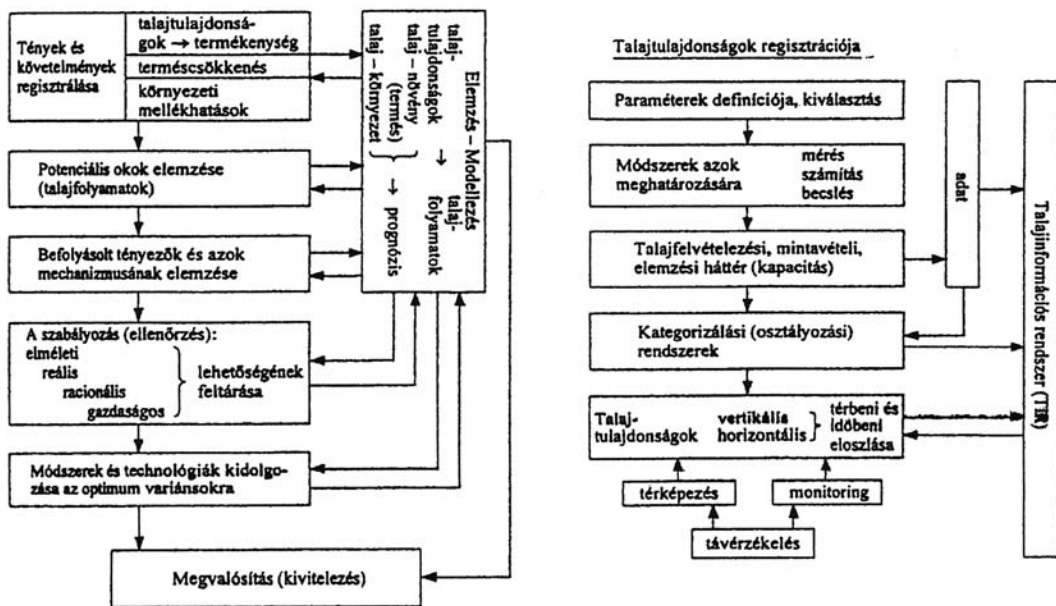 Tények és
követelmények
regisztrálása
talajtulajdonsá-
gok → termékenység
terméscsökkenés
környezeti
mellékhatások
Potenciális okok elemzése
(talajfolyamatok)
Befolyásolt tényezők és azok
mechanizmusának elemzése
A szabályozás (ellenőrzés):
elméleti
reális
racionális
gazdaságos
lehetőségének
feltárása
Módszerek és technológiák kidolgo-
zása az optimum variánsokra
Megvalósítás (kivitelezés)
Elemzés – Modellezés
talaj-
tulajdonságok → talaj-
folyamatok
talaj – növény
(termés)
talaj – környezet
→ prognózis
Talajtulajdonságok regisztrációja
Paraméterek definíciója, kiválasztás
Módszerek azok
meghatározására
mérés
számítás
becslés
Talajfelvételezési, mintavételi,
elemzési háttér (kapacitás)
Kategorizálási (osztályozási)
rendszerek
Talaj-
tulajdonságok
vertikália
horizontális
térbeni és
időbeni
eloszlása
térképezés
monitoring
távérzékelés
adat
Talajinformációs rendszer (TIR)